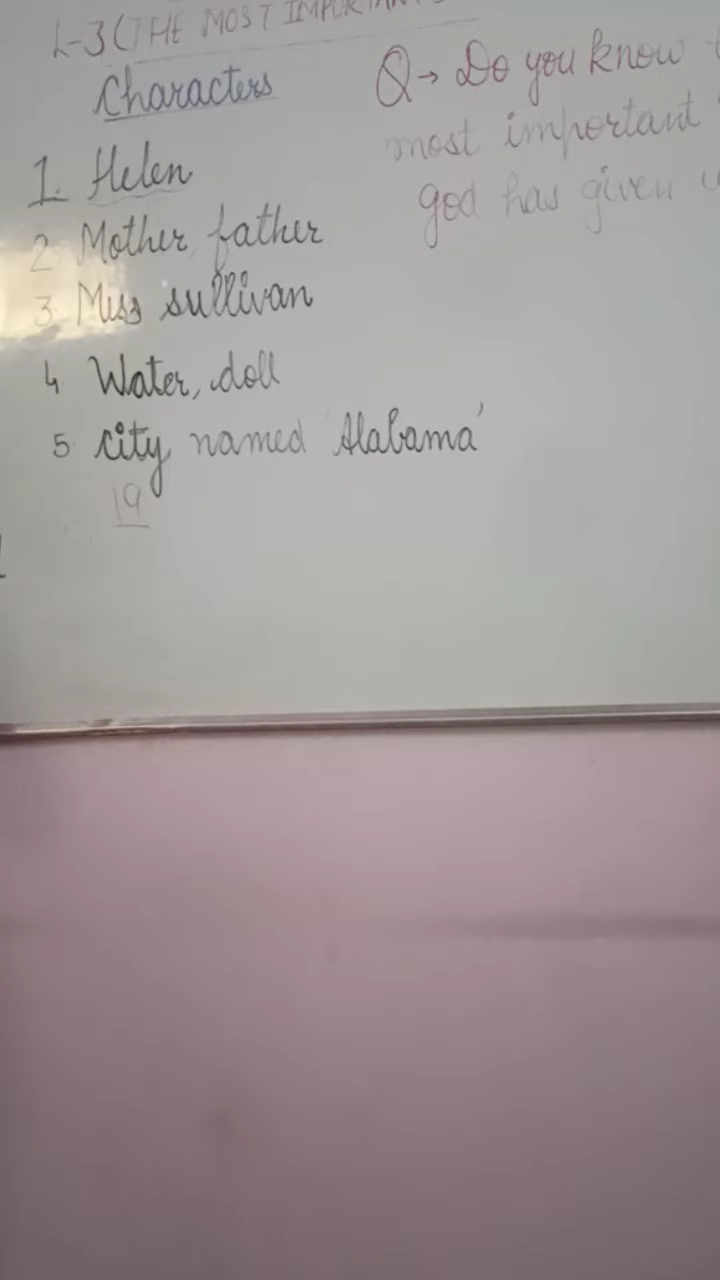 L-3 (THE MOST IMPORTANT
Characters
1. Helen
2 Mother, father
3 Miss sullivan
4 Water, doll
5 city named Alabama'
19
Q→ Do you know
most important
god has given